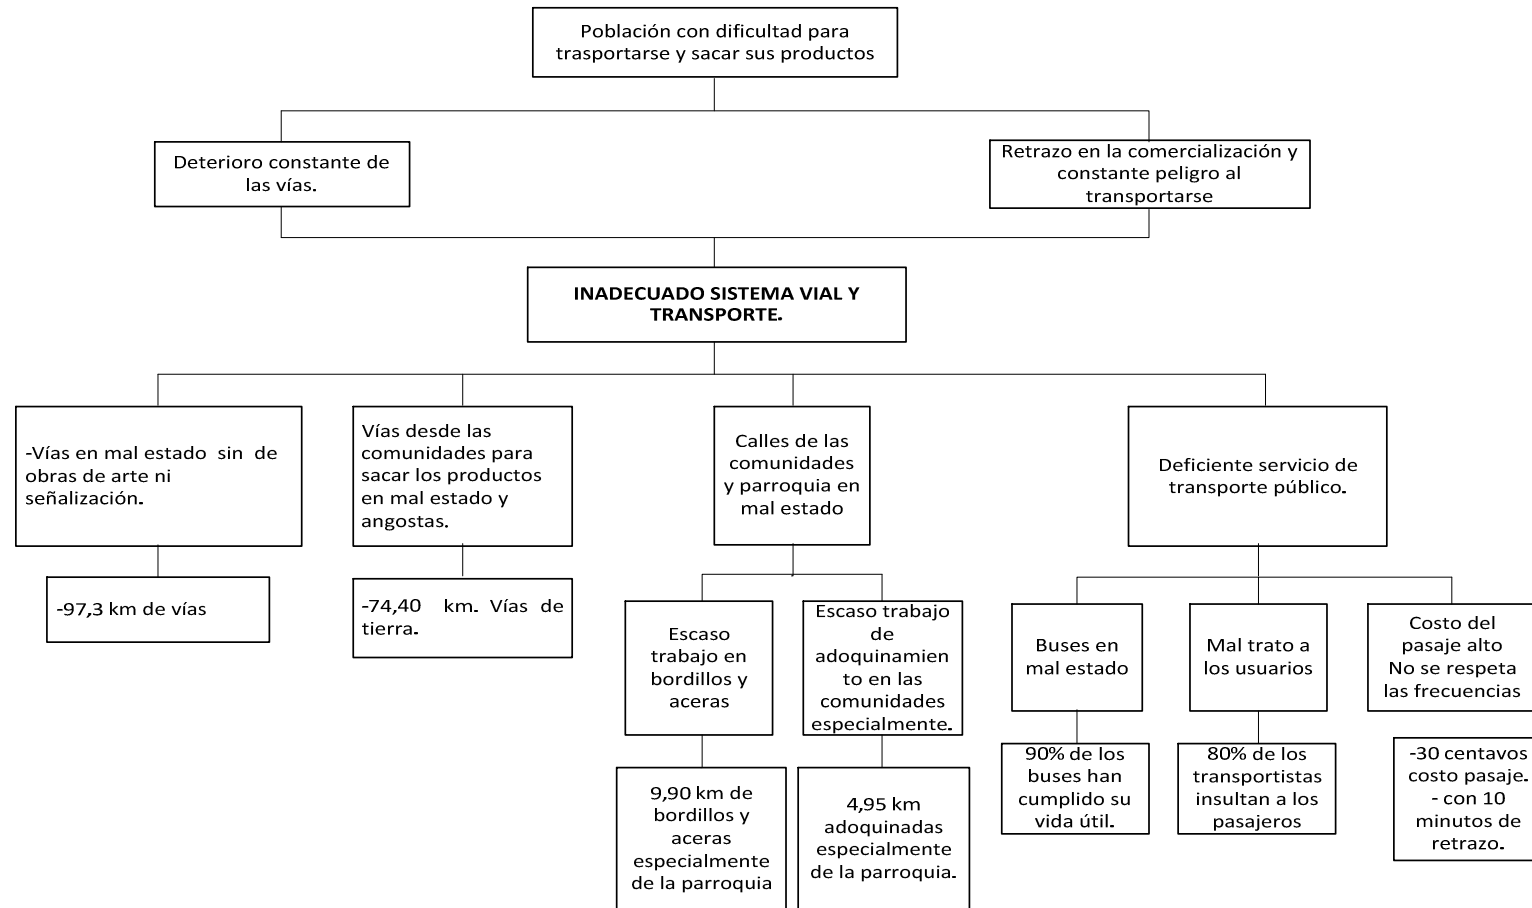 Población con dificultad para
trasportarse y sacar sus productos
Deterioro constante de
las vías.
Retrazo en la comercialización y
constante peligro al
transportarse
INADECUADO SISTEMA VIAL Y
TRANSPORTE.
-Vías en mal estado sin de
obras de arte ni
señalización.
Vías desde las
comunidades para
sacar los productos
en mal estado y
angostas.
Calles de las
comunidades
y parroquia en
mal estado
Deficiente servicio de
transporte público.
-97,3 km de vías
-74,40 km. Vías de
tierra.
Escaso
trabajo en
bordillos y
aceras
Escaso trabajo
de
adoquinamien
to en las
comunidades
especialmente.
Buses en
mal estado
Mal trato a
los usuarios
Costo del
pasaje alto
No se respeta
las frecuencias
9,90 km de
bordillos y
aceras
especialmente
de la parroquia
4,95 km
adoquinadas
especialmente
de la parroquia.
90% de los
buses han
cumplido su
vida útil.
80% de los
transportistas
insultan a los
pasajeros
-30 centavos
costo pasaje.
- con 10
minutos de
retrazo.